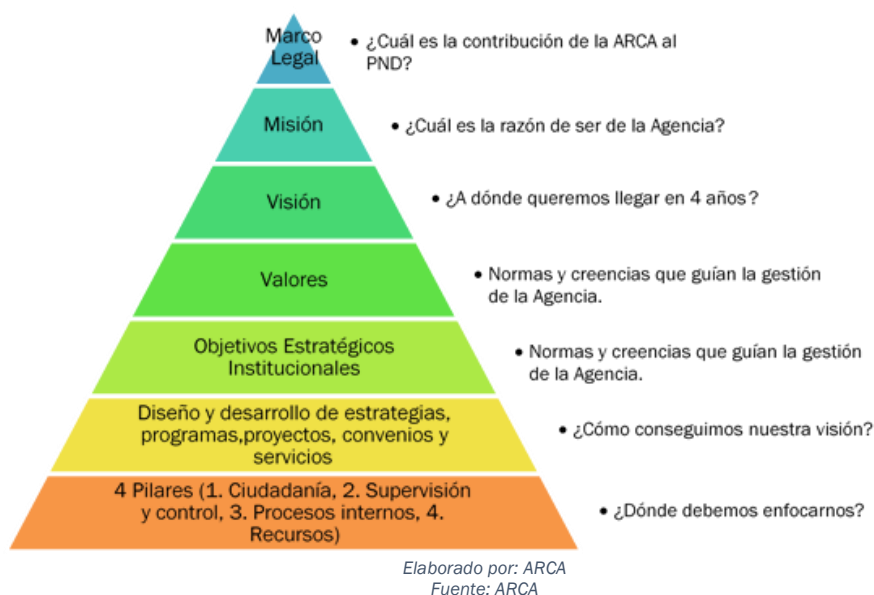 Marco
Legal
• ¿Cuál es la contribución de la ARCA al
PND?
Misión
• ¿Cuál es la razón de ser de la Agencia?
Visión
• ¿A dónde queremos llegar en 4 años?
Valores
• Normas y creencias que guían la gestión
de la Agencia.
Objetivos Estratégicos
Institucionales
• Normas y creencias que guían la gestión
de la Agencia.
Diseño y desarrollo de estrategias,
programas,proyectos, convenios y
servicios
• ¿Cómo conseguimos nuestra visión?
4 Pilares (1. Ciudadanía, 2. Supervisión
y control, 3. Procesos internos, 4.
Recursos)
• ¿Dónde debemos enfocarnos?
Elaborado por: ARCA
Fuente: ARCA